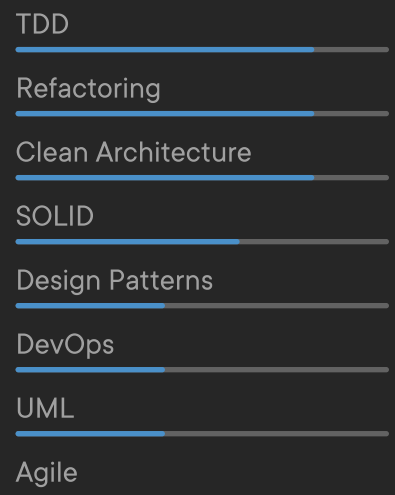 TDD
Refactoring
Clean Architecture
SOLID
Design Patterns
DevOps
UML
Agile